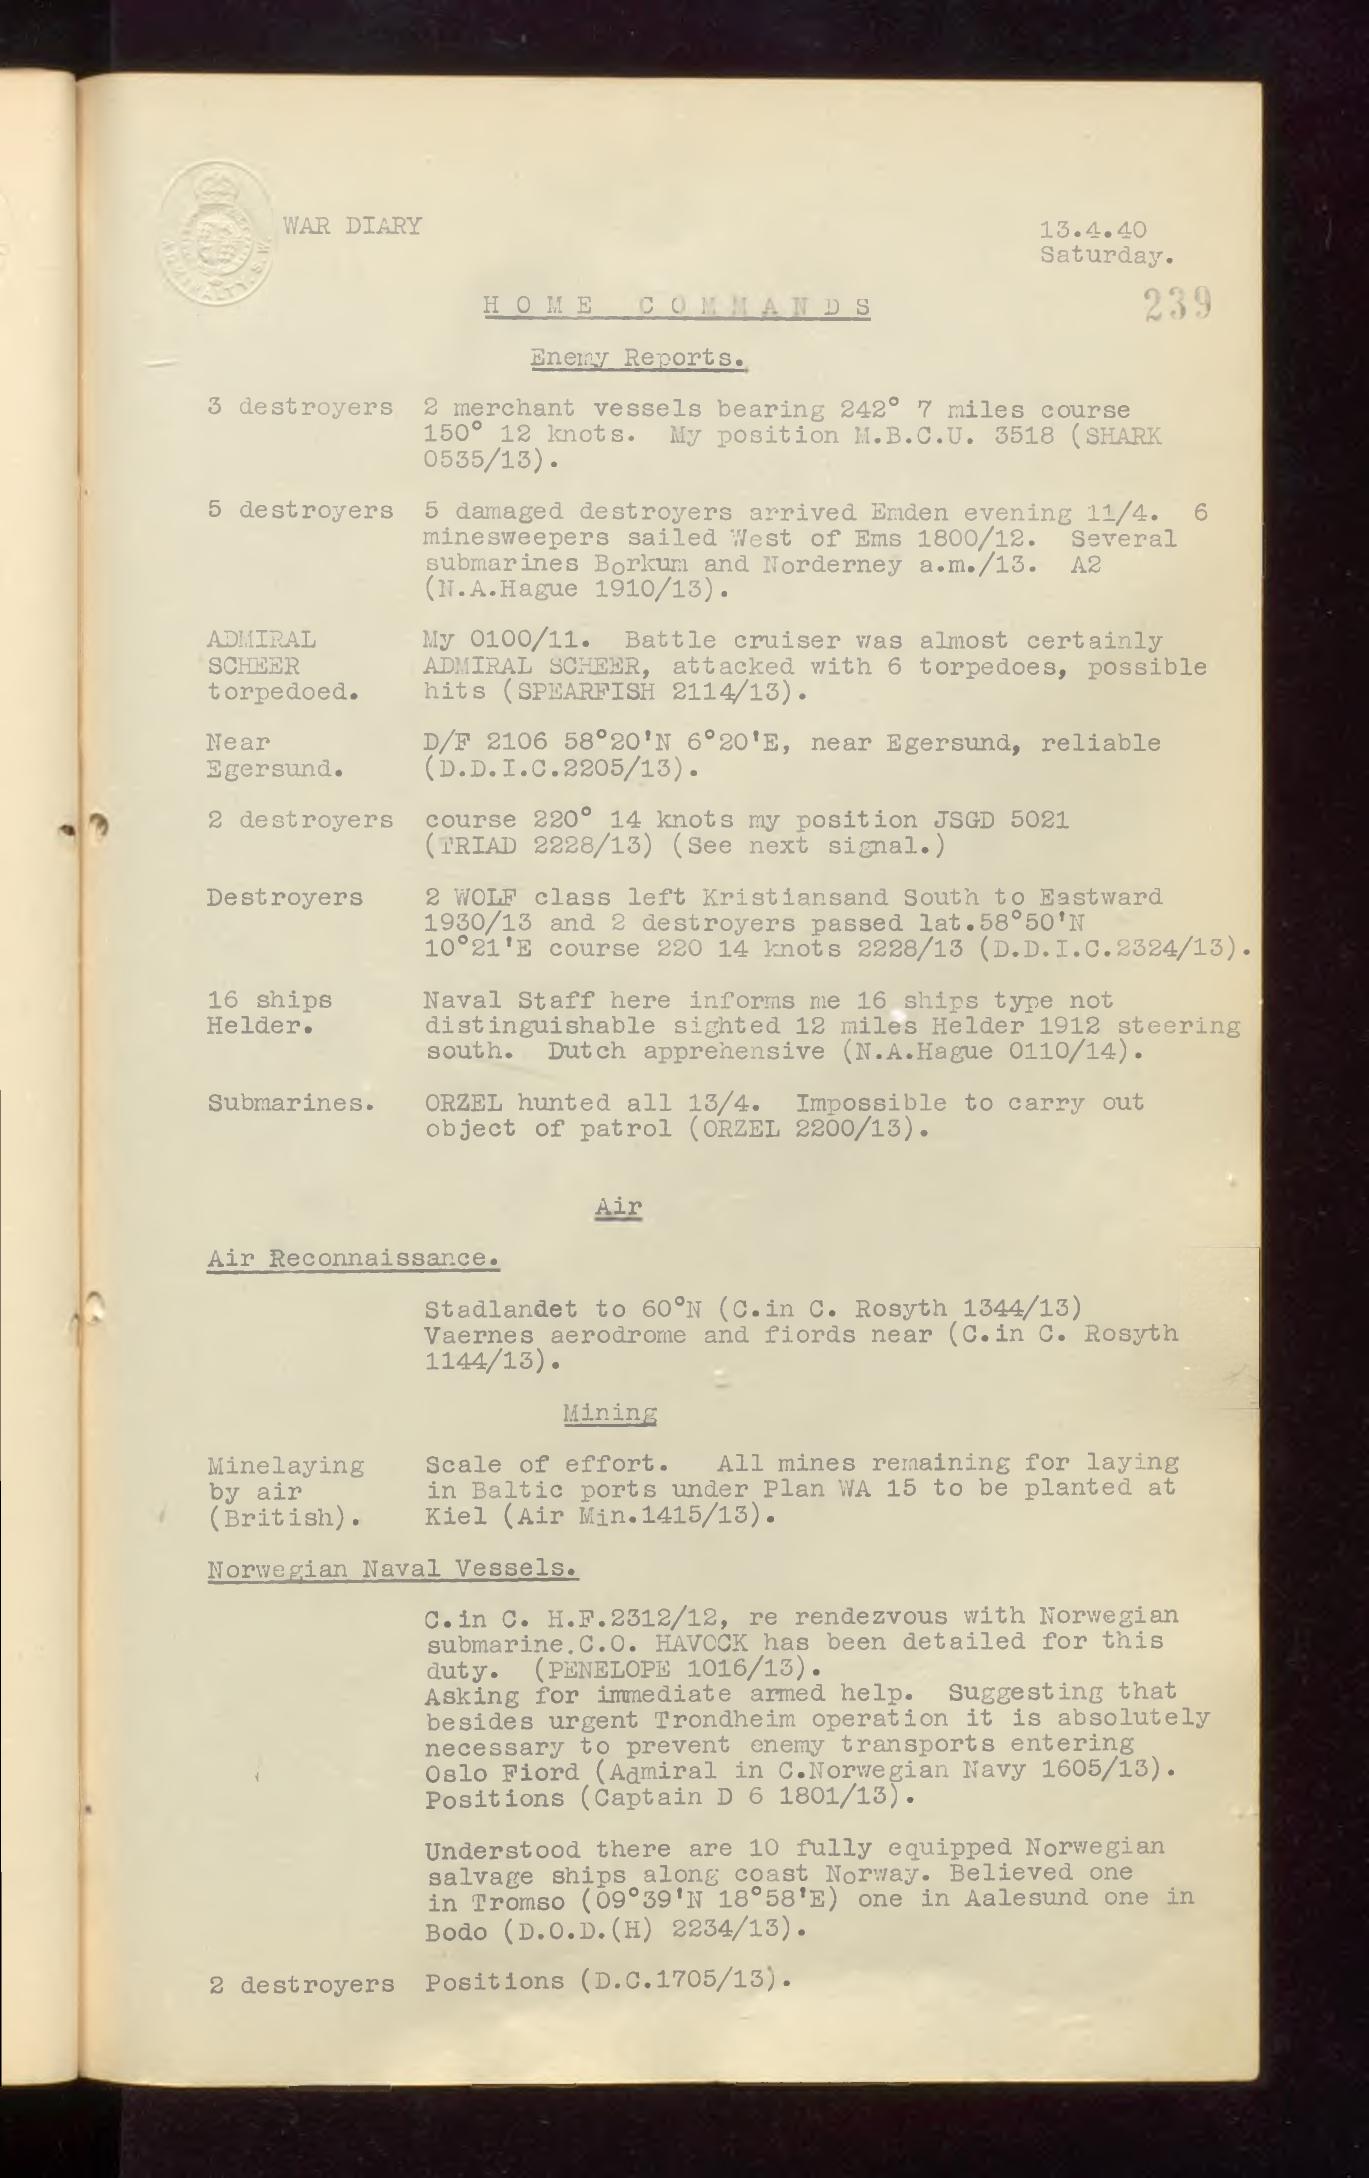 WAR DIARY
13.4.40
Saturday.
239
HOME COMMANDS
Enemy Reports.
3 destroyers 2 merchant vessels bearing 242° 7 miles course
150° 12 knots. My position M.B.C.U. 3518 (SHARK
0535/13).
5 destroyers 5 damaged destroyers arrived Emden evening 11/4. 6
minesweepers sailed West of Ems 1800/12. Several
submarines Borkum and Norderney a.m./13. A2
(N.A.Hague 1910/13).
ADMIRAL My 0100/11. Battle cruiser was almost certainly
SCHEER ADMIRAL SCHEER, attacked with 6 torpedoes, possible
torpedoed. hits (SPEARFISH 2114/13).
Near D/F 2106 58°20'N 6°20'E, near Egersund, reliable
Egersund. (D.D.I.C.2205/13).
2 destroyers course 220° 14 knots my position JSGD 5021
(TRIAD 2228/13) (See next signal.)
Destroyers 2 WOLF class left Kristiansand South to Eastward
1930/13 and 2 destroyers passed lat.58°50'N
10°21'E course 220 14 knots 2228/13 (D.D.I.C.2324/13).
16 ships Naval Staff here informs me 16 ships type not
Helder. distinguishable sighted 12 miles Helder 1912 steering
south. Dutch apprehensive (N.A.Hague 0110/14).
Submarines. ORZEL hunted all 13/4. Impossible to carry out
object of patrol (ORZEL 2200/13).
Air
Air Reconnaissance.
Stadlandet to 60°N (C.in C. Rosyth 1344/13)
Vaernes aerodrome and fiords near (C.in C. Rosyth
1144/13).
Mining
Minelaying Scale of effort. All mines remaining for laying
by air in Baltic ports under Plan WA 15 to be planted at
(British). Kiel (Air Min.1415/13).
Norwegian Naval Vessels.
C.in C. H.F.2312/12, re rendezvous with Norwegian
submarine.C.O. HAVOCK has been detailed for this
duty. (PENELOPE 1016/13).
Asking for immediate armed help. Suggesting that
besides urgent Trondheim operation it is absolutely
necessary to prevent enemy transports entering
Oslo Fiord (Admiral in C.Norwegian Navy 1605/13).
Positions (Captain D 6 1801/13).
Understood there are 10 fully equipped Norwegian
salvage ships along coast Norway. Believed one
in Tromso (09°39'N 18°58'E) one in Aalesund one in
Bodo (D.O.D.(H) 2234/13).
2 destroyers Positions (D.C.1705/13).